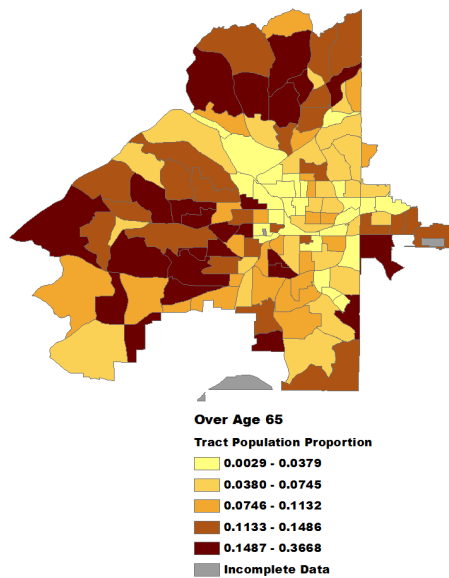 Over Age 65
Tract Population Proportion
0.0029 - 0.0379
0.0380 - 0.0745
0.0746 - 0.1132
0.1133 - 0.1486
0.1487 - 0.3668
Incomplete Data